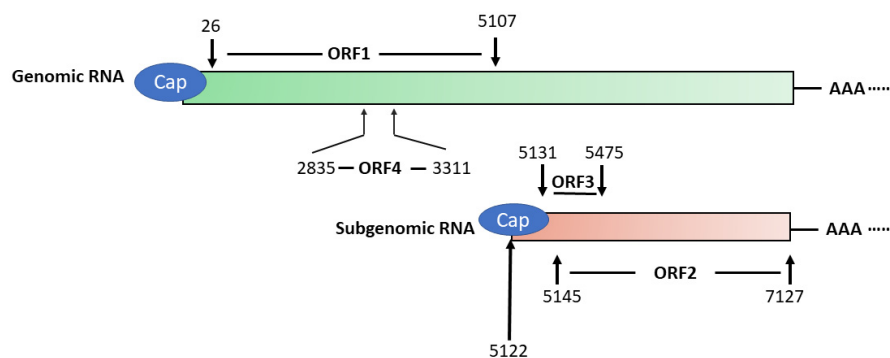 26
5107
ORF1
Genomic RNA
Cap
AAA .....
2835 ORF4 3311
5131
5475
ORF3
Subgenomic RNA
Cap
AAA .....
ORF2
5145
7127
5122